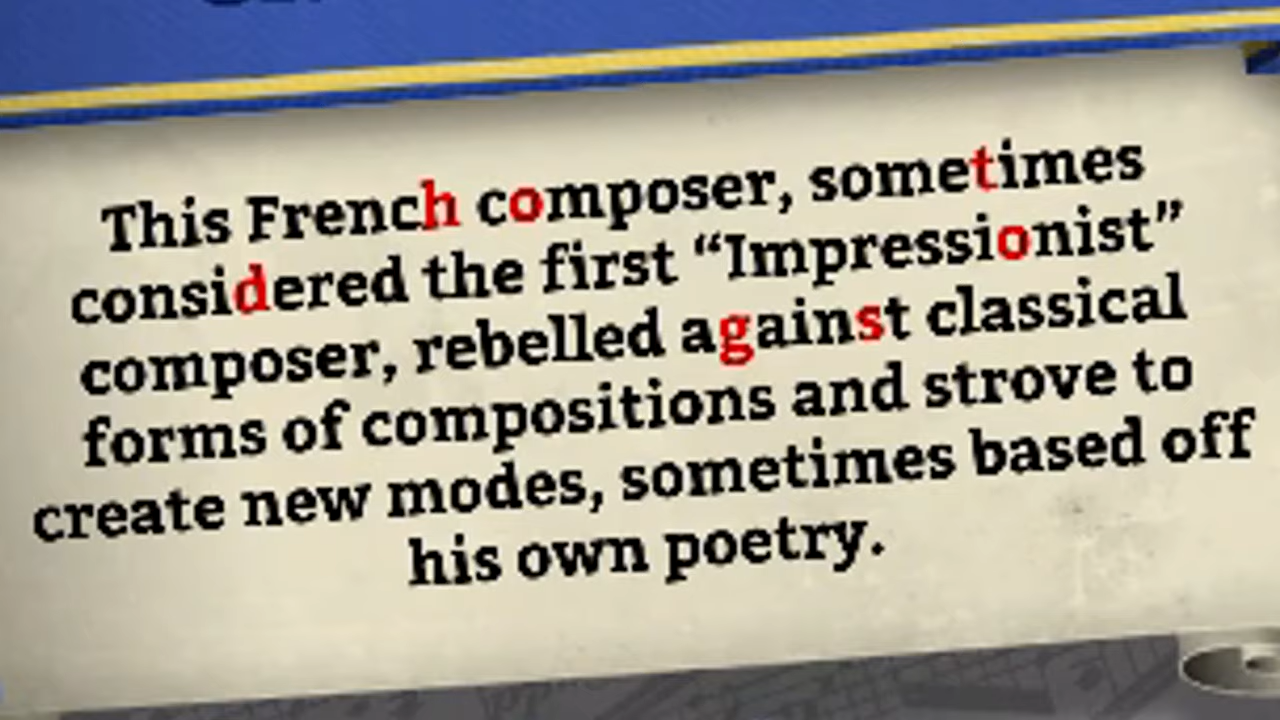 This French composer, sometimes
considered the first “Impressionist”
composer, rebelled against classical
forms of compositions and strove to
create new modes, sometimes based off
his own poetry.